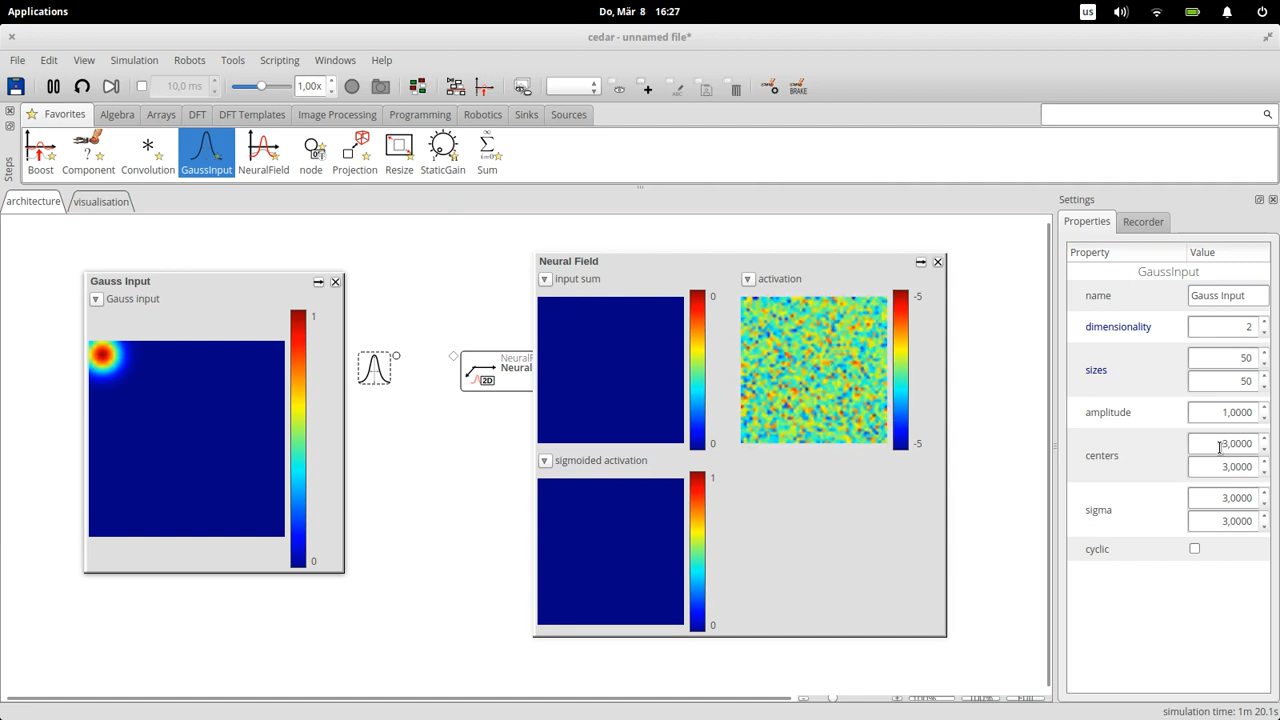 Applications
Do, Mär 8 16:27
us
cedar - unnamed file*
File Edit View Simulation Robots Tools Scripting Windows Help
10,0 ms
1,00x
Favorites Algebra Arrays DFT DFT Templates Image Processing Programming Robotics Sinks Sources
Steps
Boost Component Convolution GaussInput NeuralField node Projection Resize StaticGain Sum
architecture visualisation
Settings
Properties Recorder
Property Value
GaussInput
name Gauss Input
dimensionality 2
sizes 50
50
amplitude 1,0000
centers 3,0000
3,0000
sigma 3,0000
3,0000
cyclic
Gauss Input
Gauss input
1
0
2D
Neural
Neural Field
input sum
0
0
activation
-5
-5
sigmoided activation
1
0
simulation time: 1m 20.1s